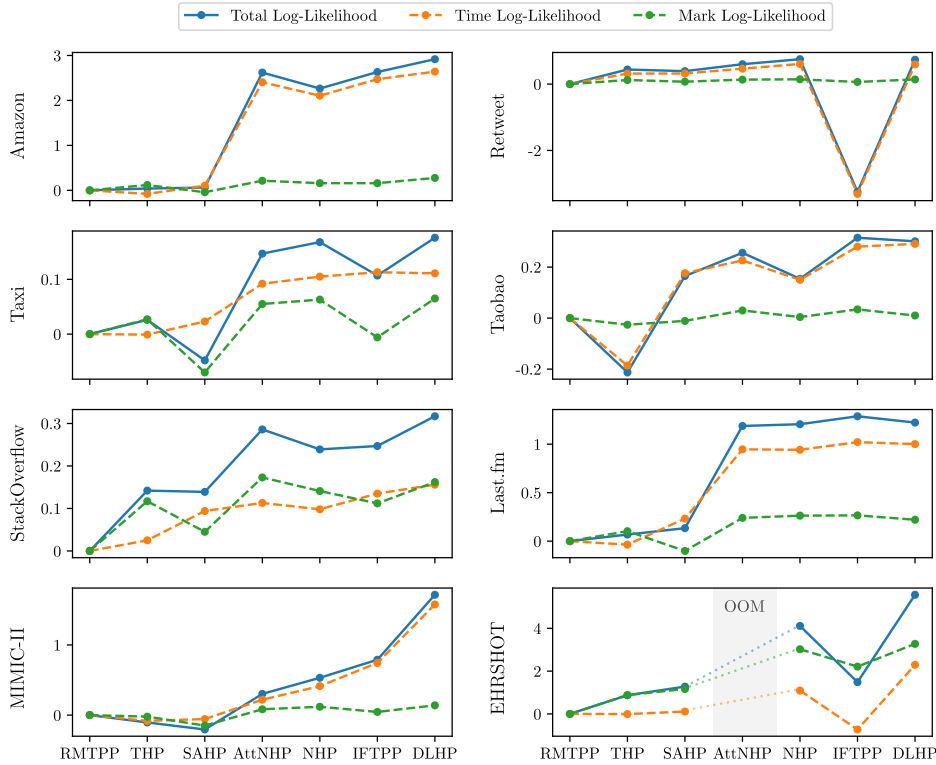 Total Log-Likelihood Time Log-Likelihood Mark Log-Likelihood
Amazon
3
2
1
0
Retweet
0
-2
Taxi
0.1
0
Taobao
0.2
0
-0.2
StackOverflow
0.3
0.2
0.1
0
Last.fm
1
0.5
0
MIMIC-II
1
0
RMTPP THP SAHP AttNHP NHP IFTPP DLHP
EHRSHOT
OOM
4
2
0
RMTPP THP SAHP AttNHP NHP IFTPP DLHP